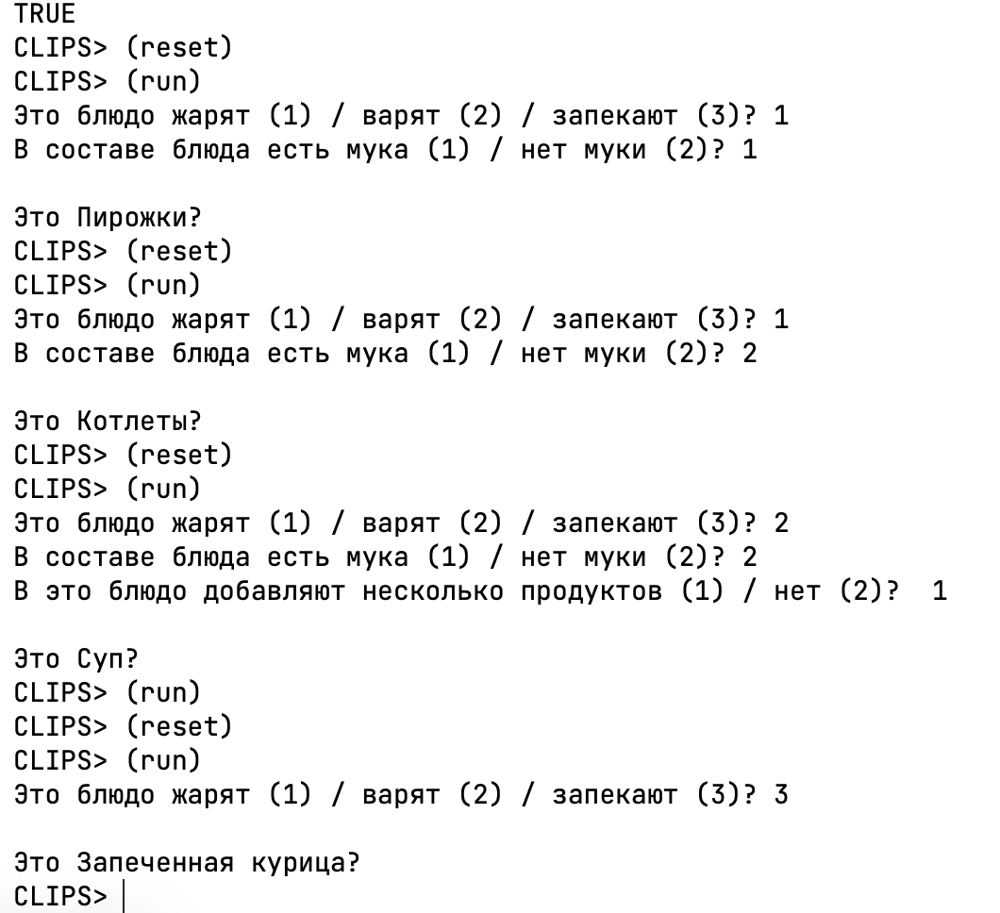 TRUE
CLIPS> (reset)
CLIPS> (run)
Это блюдо жарят (1) / варят (2) / запекают (3)? 1
В составе блюда есть мука (1) / нет муки (2)? 1
Это Пирожки?
CLIPS> (reset)
CLIPS> (run)
Это блюдо жарят (1) / варят (2) / запекают (3)? 1
В составе блюда есть мука (1) / нет муки (2)? 2
Это Котлеты?
CLIPS> (reset)
CLIPS> (run)
Это блюдо жарят (1) / варят (2) / запекают (3)? 2
В составе блюда есть мука (1) / нет муки (2)? 2
В это блюдо добавляют несколько продуктов (1) / нет (2)?  1
Это Суп?
CLIPS> (run)
CLIPS> (reset)
CLIPS> (run)
Это блюдо жарят (1) / варят (2) / запекают (3)? 3
Это Запеченная курица?
CLIPS>